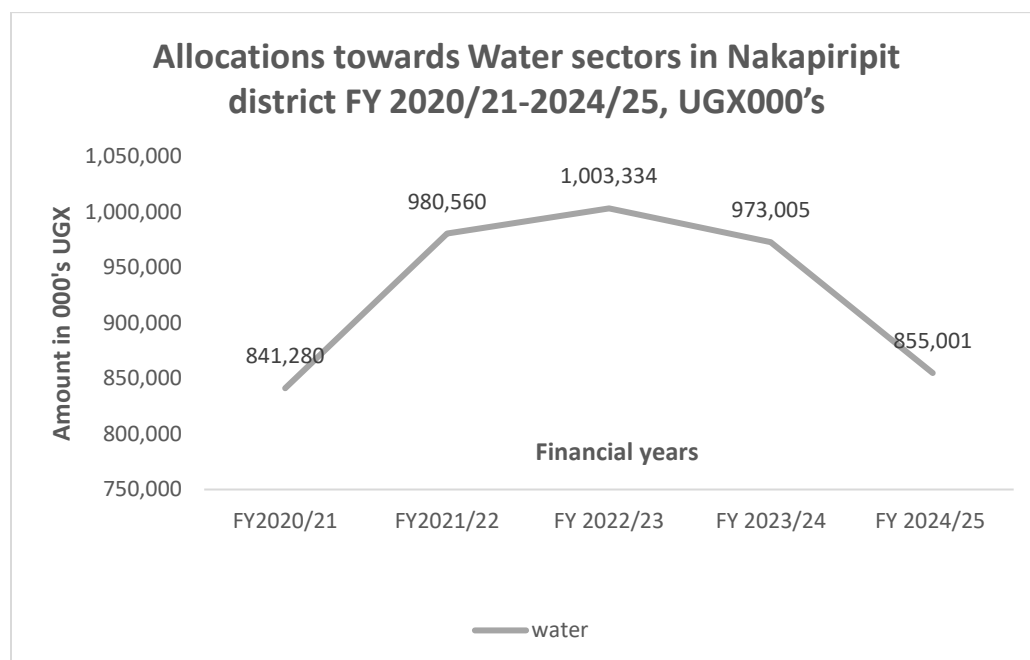 Allocations towards Water sectors in Nakapiripit
district FY 2020/21-2024/25, UGX000’s
Amount in 000's UGX
1,050,000
1,000,000
950,000
900,000
850,000
800,000
750,000
841,280
980,560
1,003,334
973,005
855,001
Financial years
FY2020/21
FY2021/22
FY 2022/23
FY 2023/24
FY 2024/25
water